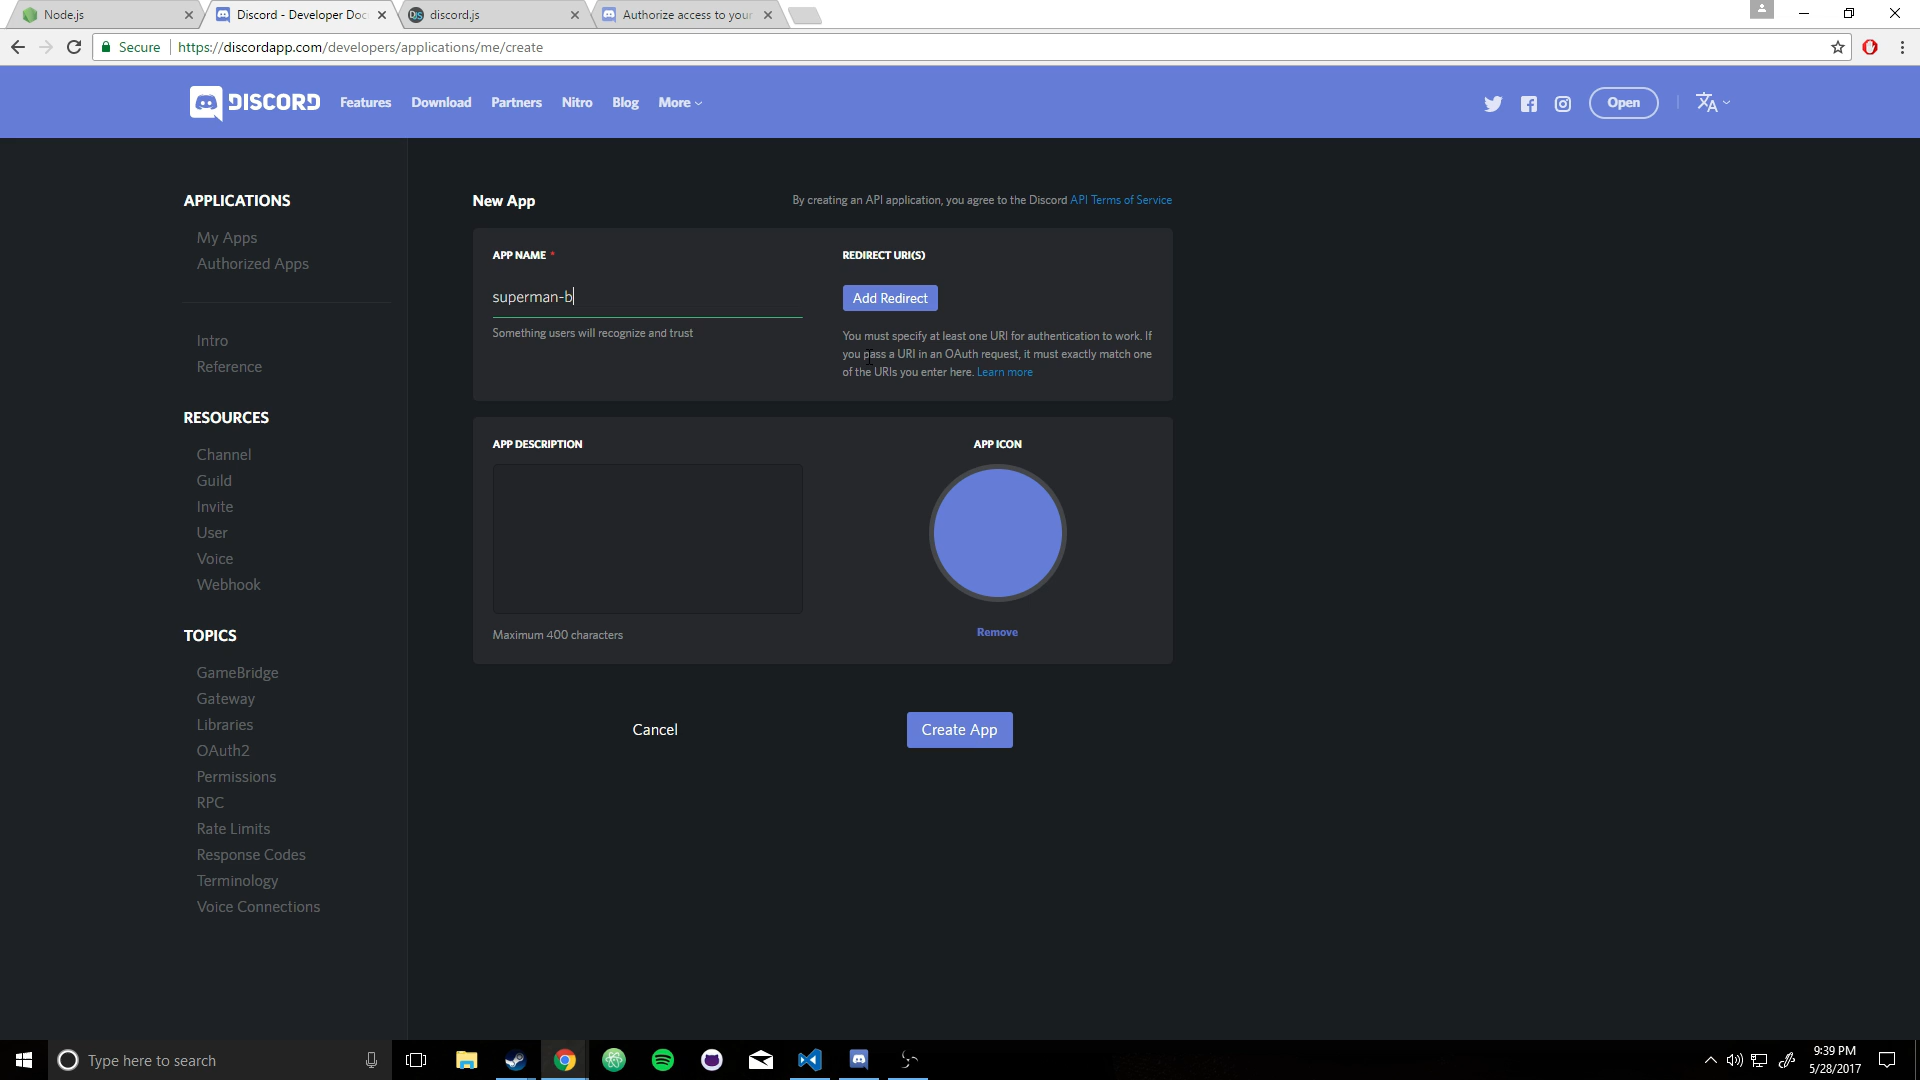 Node.js
Discord - Developer Doc
discord.js
Authorize access to your
Secure
https://discordapp.com/developers/applications/me/create
DISCORD
Features
Download
Partners
Nitro
Blog
More
Open
APPLICATIONS
My Apps
Authorized Apps
Intro
Reference
RESOURCES
Channel
Guild
Invite
User
Voice
Webhook
TOPICS
GameBridge
Gateway
Libraries
OAuth2
Permissions
RPC
Rate Limits
Response Codes
Terminology
Voice Connections
New App
By creating an API application, you agree to the Discord API Terms of Service
APP NAME *
superman-b
Something users will recognize and trust
REDIRECT URI(S)
Add Redirect
You must specify at least one URI for authentication to work. If
you pass a URI in an OAuth request, it must exactly match one
of the URIs you enter here. Learn more
APP DESCRIPTION
Maximum 400 characters
APP ICON
Remove
Cancel
Create App
Type here to search
9:39 PM
5/28/2017